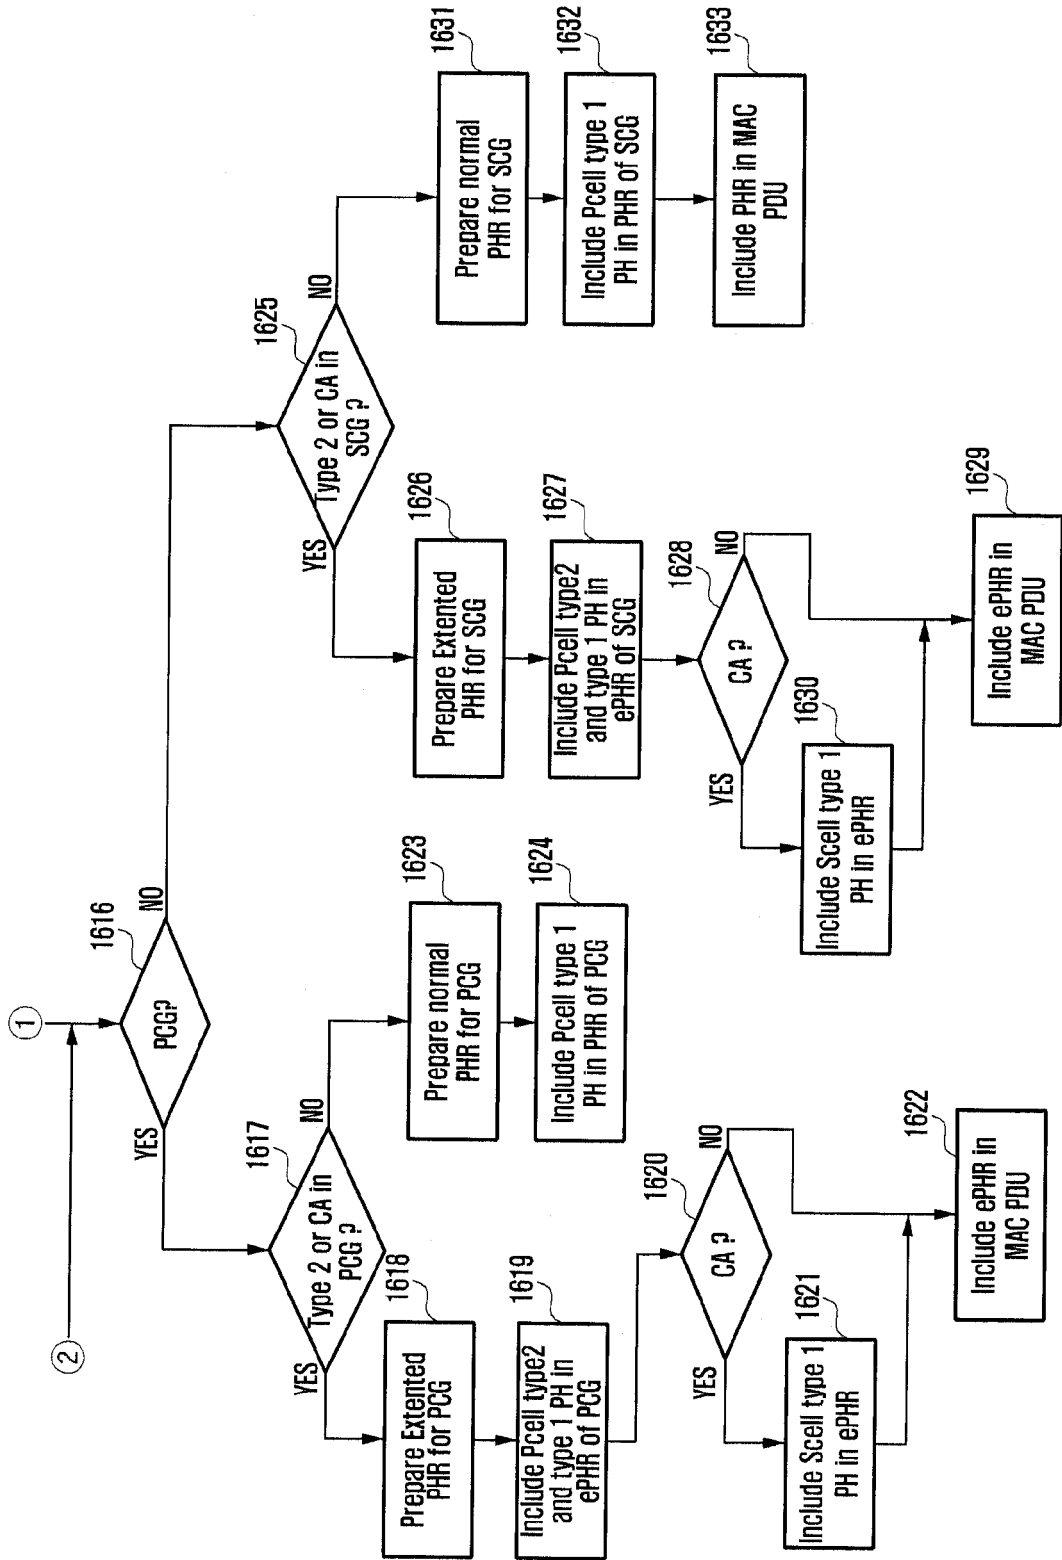 1
2
1616
PCG?
YES
NO
1617
Type 2 or CA in
PCG ?
YES
NO
1618
Prepare Extented
PHR for PCG
1619
Include Pcell type2
and type 1 PH in
ePHR of PCG
1620
CA ?
YES
NO
1621
Include Scell type 1
PH in ePHR
1622
Include ePHR in
MAC PDU
1623
Prepare normal
PHR for PCG
1624
Include Pcell type 1
PH in PHR of PCG
1625
Type 2 or CA in
SCG ?
YES
NO
1626
Prepare Extented
PHR for SCG
1627
Include Pcell type2
and type 1 PH in
ePHR of SCG
1628
CA ?
YES
NO
1630
Include Scell type 1
PH in ePHR
1629
Include ePHR in
MAC PDU
1631
Prepare normal
PHR for SCG
1632
Include Pcell type 1
PH in PHR of SCG
1633
Include PHR in MAC
PDU